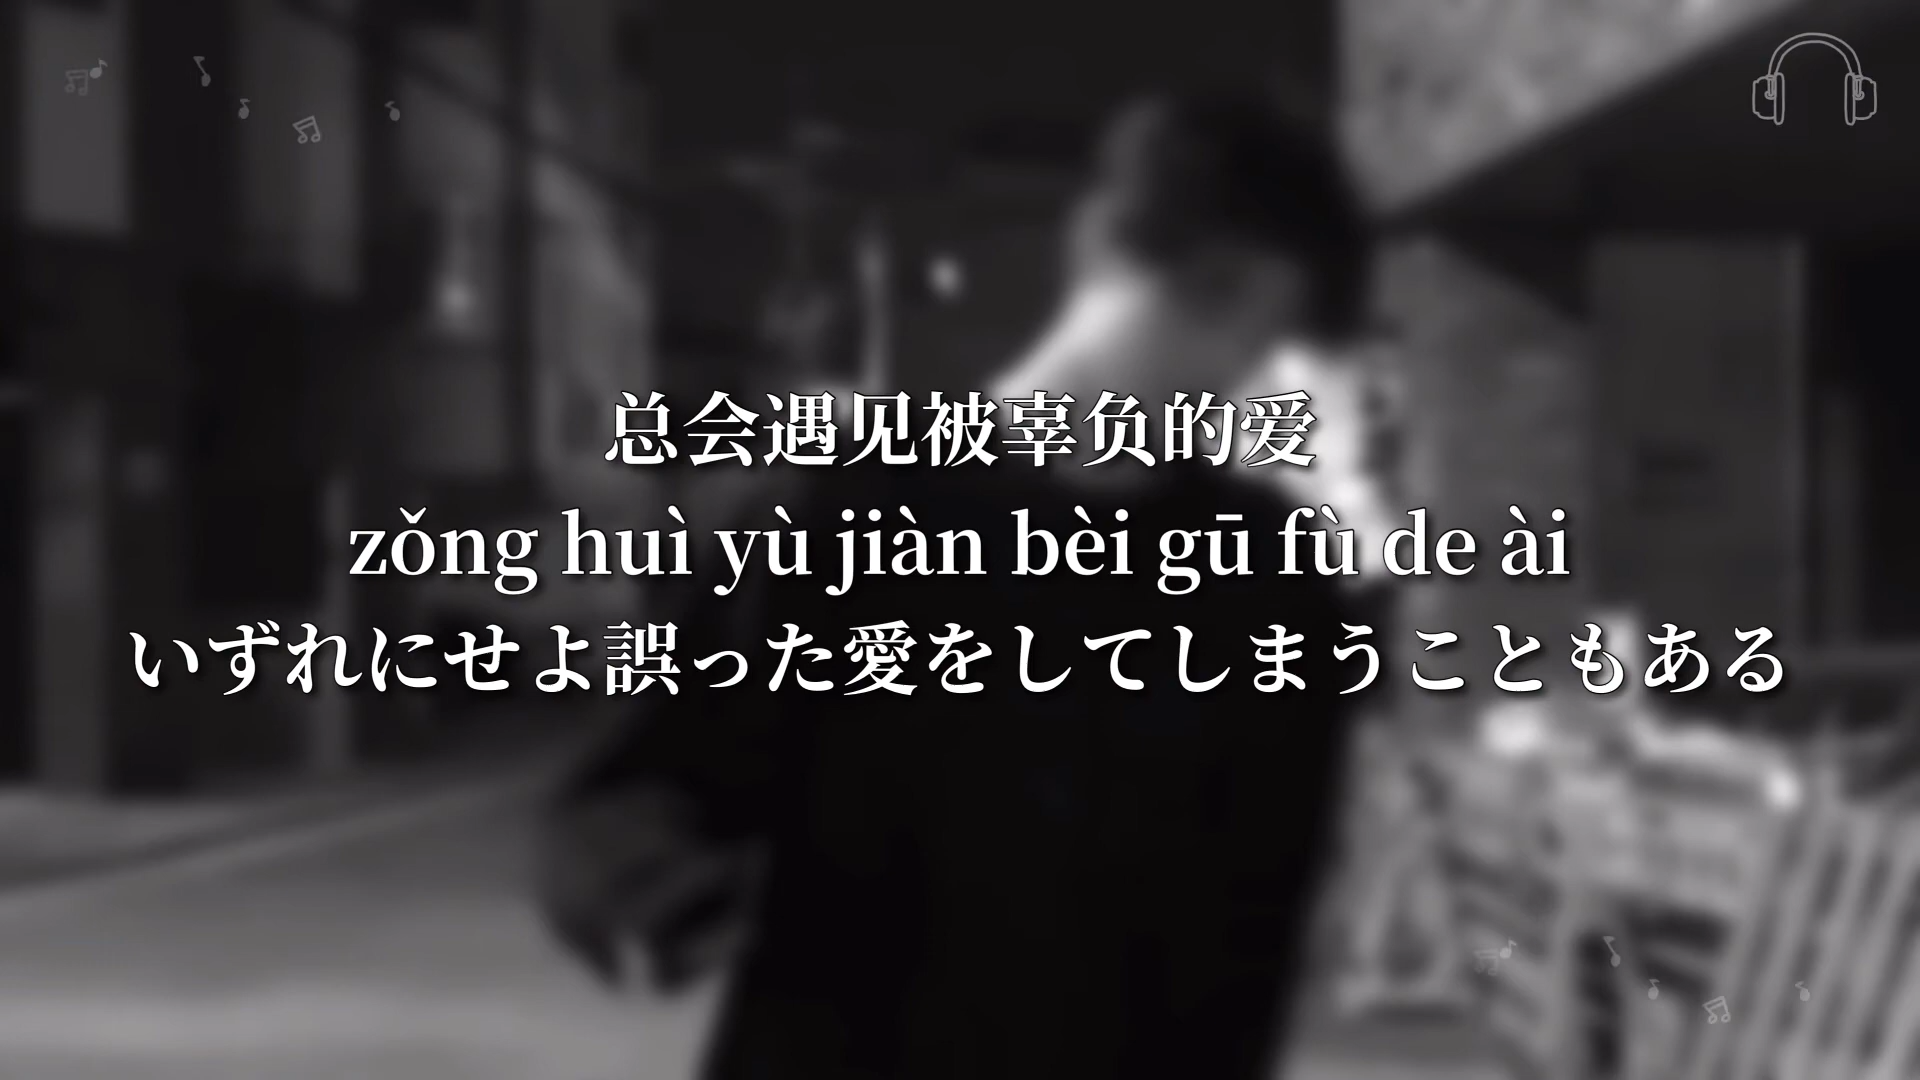 总会遇见被辜负的爱
zǒng huì yù jiàn bèi gū fù de ài
いずれにせよ誤った愛をしてしまうこともある